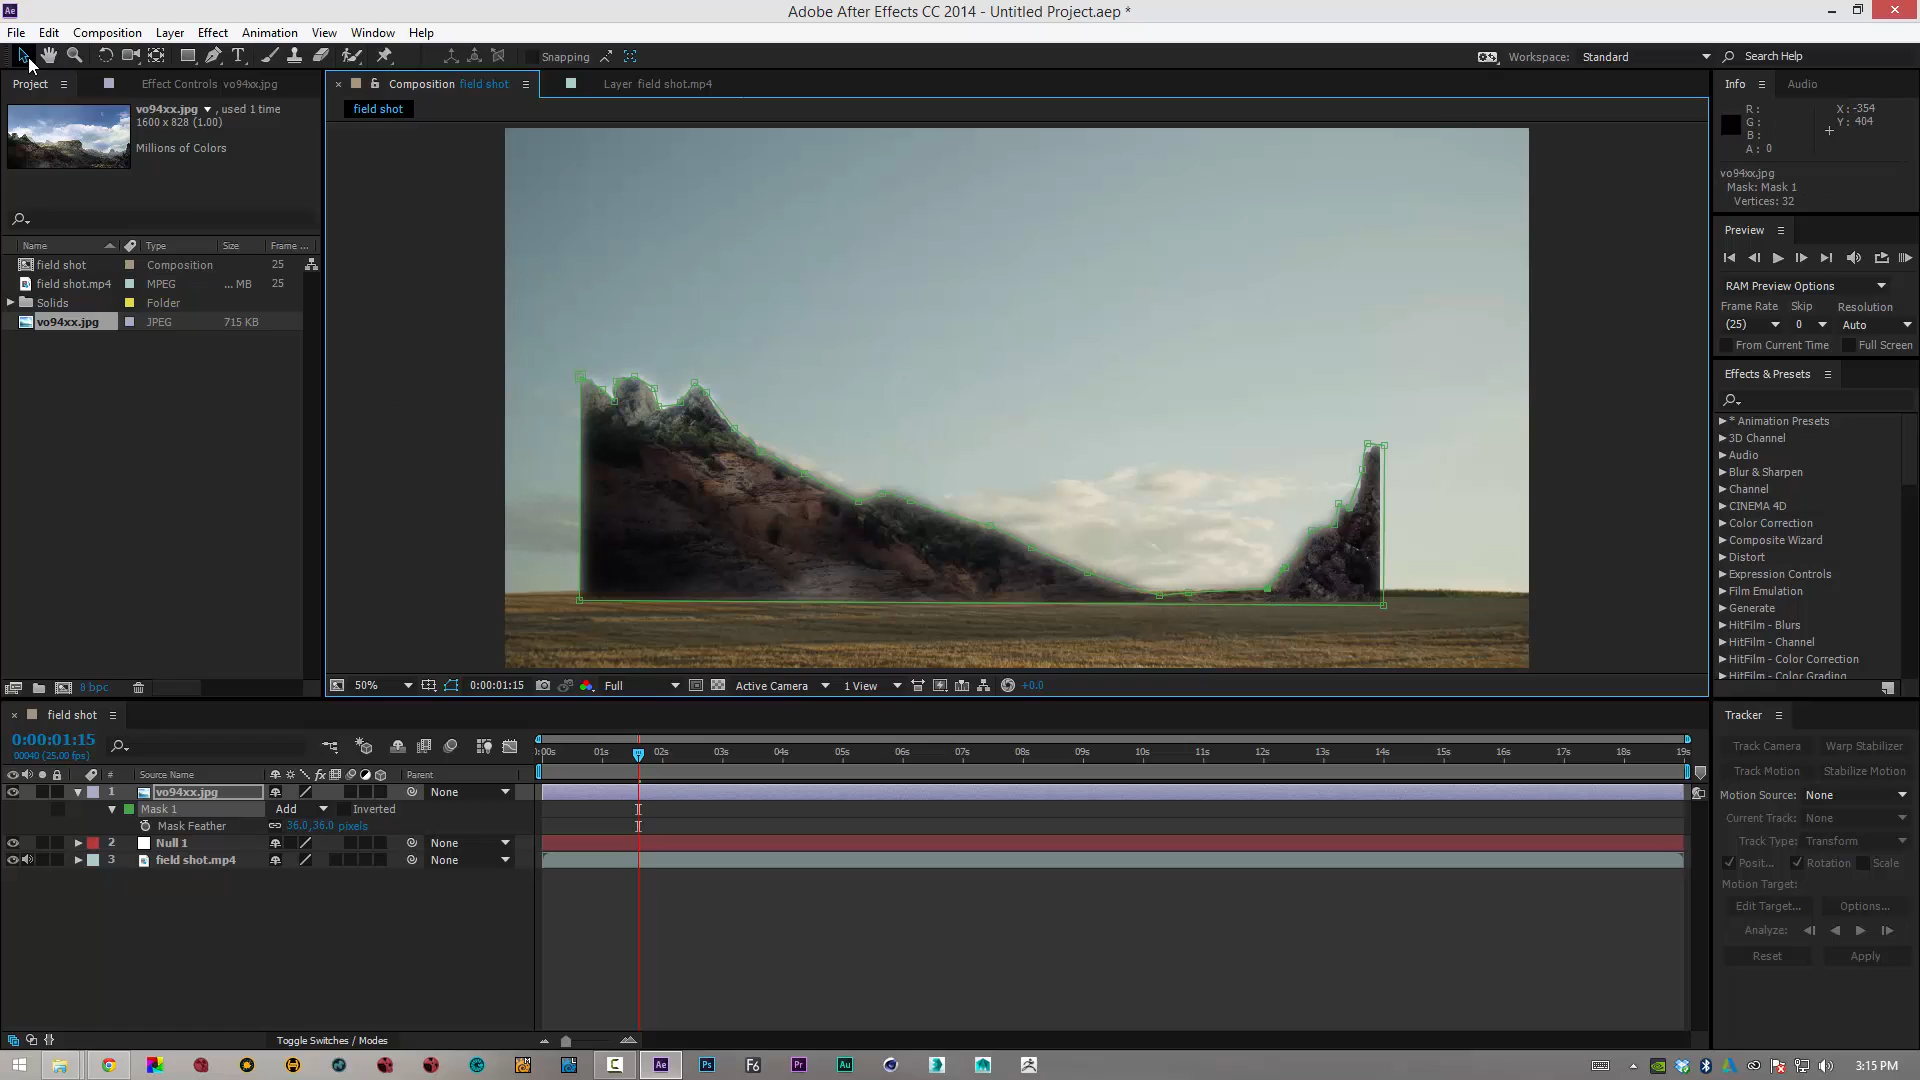 Ae
Adobe After Effects CC 2014 - Untitled Project.aep *
File Edit Composition Layer Effect Animation View Window Help
Snapping
Workspace: Standard
Search Help
Project
Effect Controls vo94xx.jpg
Composition field shot
Layer field shot.mp4
Info
Audio
vo94xx.jpg , used 1 time
1600 x 828 (1.00)
Millions of Colors
field shot
R :
G :
B :
A : 0
X : -354
Y : 404
vo94xx.jpg
Mask: Mask 1
Vertices: 32
Preview
RAM Preview Options
Frame Rate Skip Resolution
(25) 0 Auto
From Current Time Full Screen
Name Type Size Frame ...
field shot Composition 25
field shot.mp4 MPEG ... MB 25
Solids Folder
vo94xx.jpg JPEG 715 KB
Effects & Presets
* Animation Presets
3D Channel
Audio
Blur & Sharpen
Channel
CINEMA 4D
Color Correction
Composite Wizard
Distort
Expression Controls
Film Emulation
Generate
HitFilm - Blurs
HitFilm - Channel
HitFilm - Color Correction
HitFilm - Color Grading
8 bpc
50% 0:00:01:15 Full Active Camera 1 View +0.0
field shot
0:00:01:15
00040 (25.00 fps)
:00s 01s 02s 03s 04s 05s 06s 07s 08s 09s 10s 11s 12s 13s 14s 15s 16s 17s 18s 19s
# Source Name fx Parent
1 vo94xx.jpg None
Mask 1 Add Inverted
Mask Feather 36.0,36.0 pixels
2 Null 1 None
3 field shot.mp4 None
Toggle Switches / Modes
Tracker
Track Camera Warp Stabilizer
Track Motion Stabilize Motion
Motion Source: None
Current Track: None
Track Type: Transform
Posit... Rotation Scale
Motion Target:
Edit Target... Options...
Analyze:
Reset Apply
Ae Ps F6 Pr Au
3:15 PM